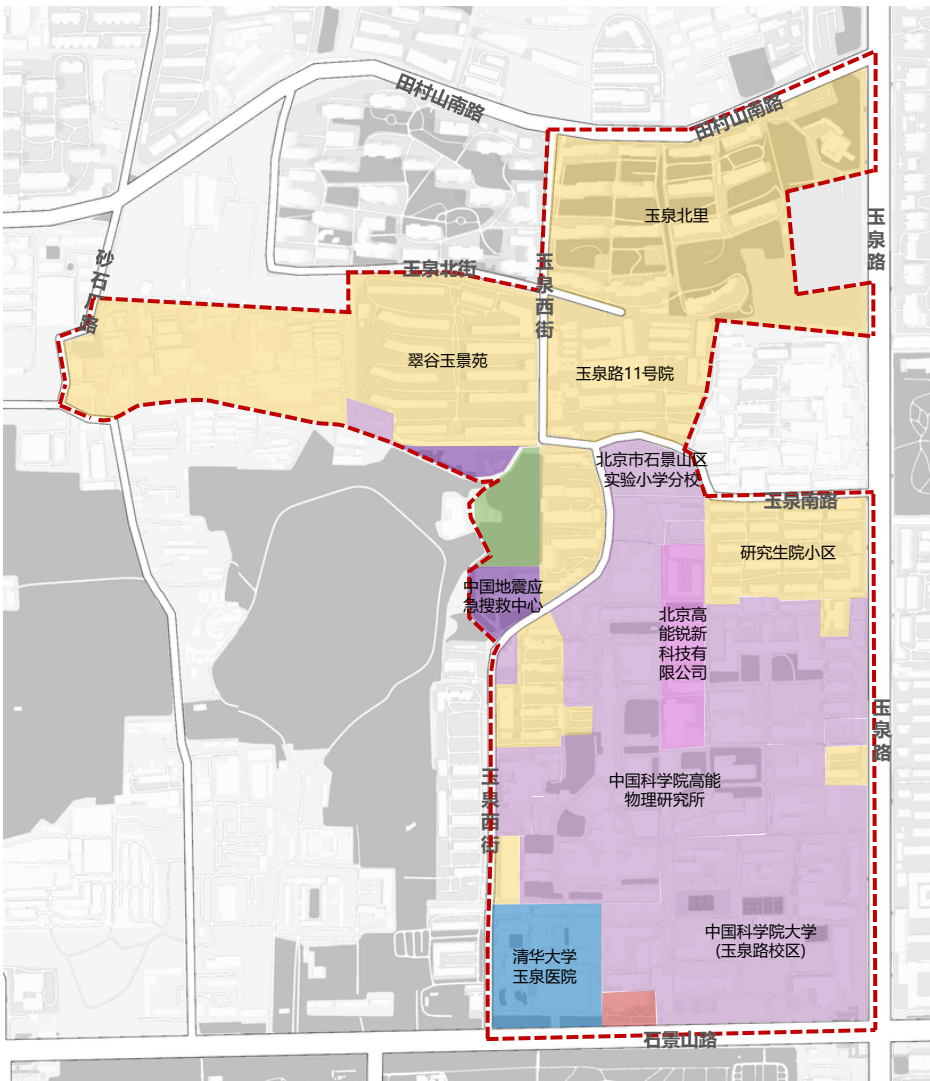 田村山南路
田村山南路
玉泉北里
玉泉路
砂石厂路
玉泉北街
玉泉西街
翠谷玉景苑
玉泉路11号院
北京市石景山区
实验小学分校
玉泉南路
研究生院小区
中国地震应
急搜救中心
北京高
能锐新
科技有
限公司
玉泉路
玉泉西街
中国科学院高能
物理研究所
中国科学院大学
(玉泉路校区)
清华大学
玉泉医院
石景山路